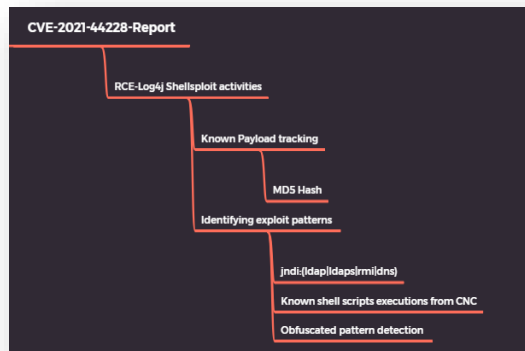 CVE-2021-44228-Report
RCE-Log4j Shellsploit activities
Known Payload tracking
MD5 Hash
Identifying exploit patterns
jndi:(ldap|ldaps|rmi|dns)
Known shell scripts executions from CNC
Obfuscated pattern detection